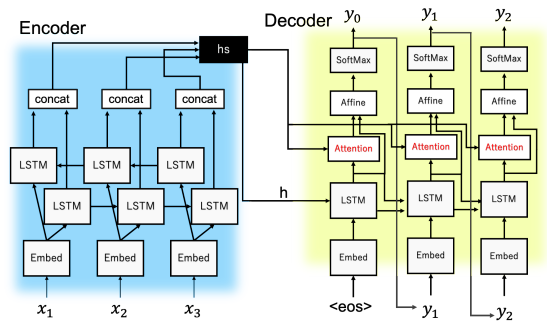 Encoder
Decoder
y₀
y₁
y₂
hs
SoftMax
SoftMax
SoftMax
concat
concat
concat
Affine
Affine
Affine
LSTM
LSTM
LSTM
Attention
Attention
Attention
LSTM
LSTM
LSTM
h
LSTM
LSTM
LSTM
Embed
Embed
Embed
Embed
Embed
Embed
x₁
x₂
x₃
<eos>
y₁
y₂